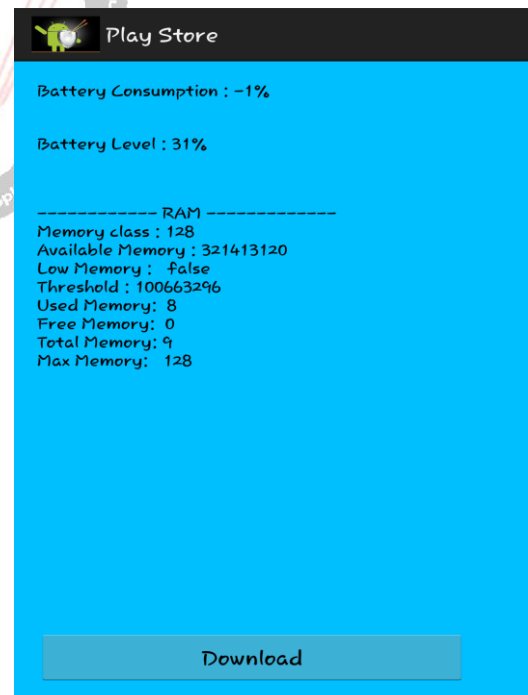 Play Store
Battery Consumption : -1%
Battery Level : 31%
------------ RAM -------------
Memory class : 128
Available Memory : 321413120
Low Memory :  false
Threshold : 100663296
Used Memory:  8
Free Memory:  0
Total Memory: 9
Max Memory:  128
Download